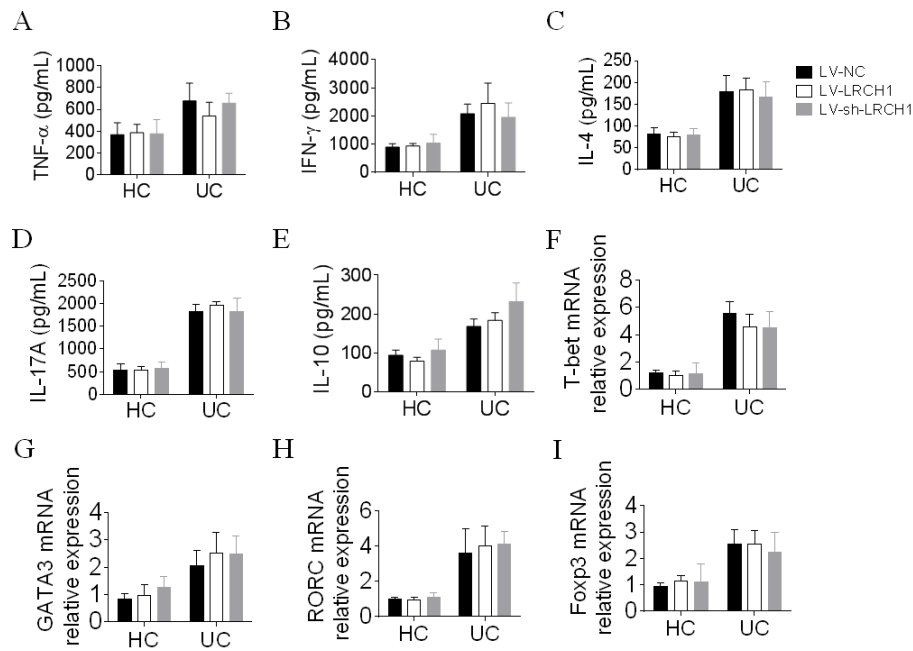 A
TNF-α (pg/mL)
1000
800
600
400
200
0
HC
UC
B
IFN-γ (pg/mL)
4000
3000
2000
1000
0
HC
UC
C
IL-4 (pg/mL)
250
200
150
100
50
0
HC
UC
LV-NC
LV-LRCH1
LV-sh-LRCH1
D
IL-17A (pg/mL)
2500
2000
1500
1000
500
0
HC
UC
E
IL-10 (pg/mL)
300
200
100
0
HC
UC
F
T-bet mRNA
relative expression
8
6
4
2
0
HC
UC
G
GATA3 mRNA
relative expression
4
3
2
1
0
HC
UC
H
RORC mRNA
relative expression
6
4
2
0
HC
UC
I
Foxp3 mRNA
relative expression
4
3
2
1
0
HC
UC